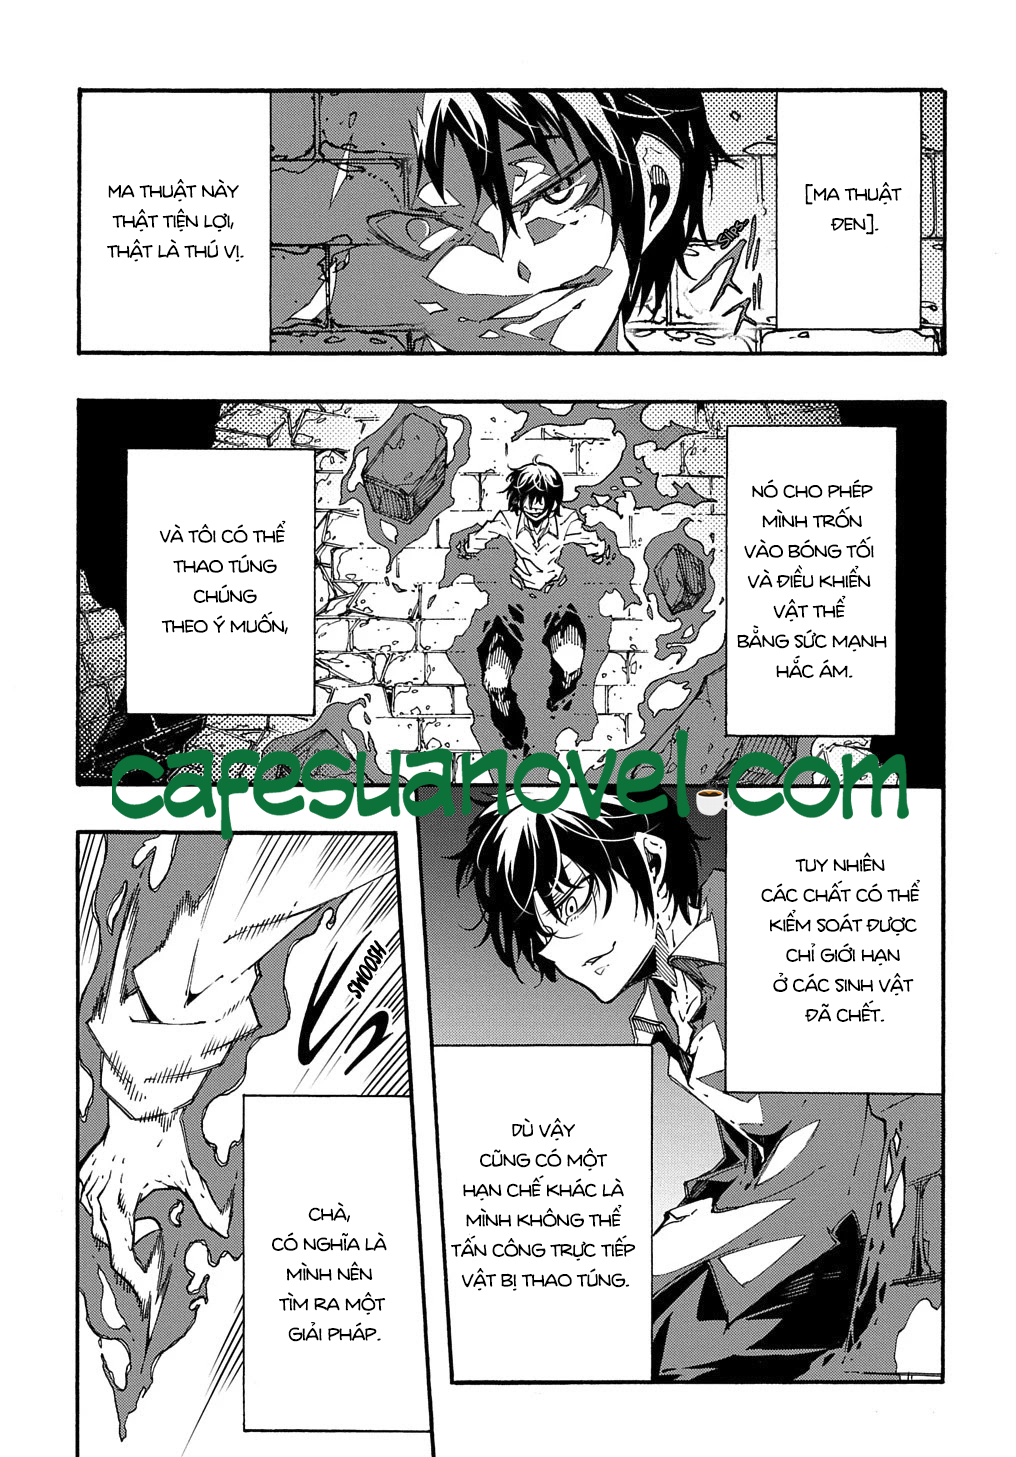 [MA THUẬT
ĐEN].
Slide
MA THUẬT NÀY
THẬT TIỆN LỢI,
THẬT LÀ THÚ VỊ.
NÓ CHO PHÉP
MÌNH TRỐN
VÀO BÓNG TỐI
VÀ ĐIỀU KHIỂN
VẬT THỂ
BẰNG SỨC MẠNH
HẮC ÁM.
VÀ TÔI CÓ THỂ
THAO TÚNG
CHÚNG
THEO Ý MUỐN,
cafesuanovel.com
TUY NHIÊN
CÁC CHẤT CÓ THỂ
KIỂM SOÁT ĐƯỢC
CHỈ GIỚI HẠN
Ở CÁC SINH VẬT
ĐÃ CHẾT.
DÙ VẬY
CŨNG CÓ MỘT
HẠN CHẾ KHÁC LÀ
MÌNH KHÔNG THỂ
TẤN CÔNG TRỰC TIẾP
VẬT BỊ THAO TÚNG.
SWOOSH
CHÀ,
CÓ NGHĨA LÀ
MÌNH NÊN
TÌM RA MỘT
GIẢI PHÁP.